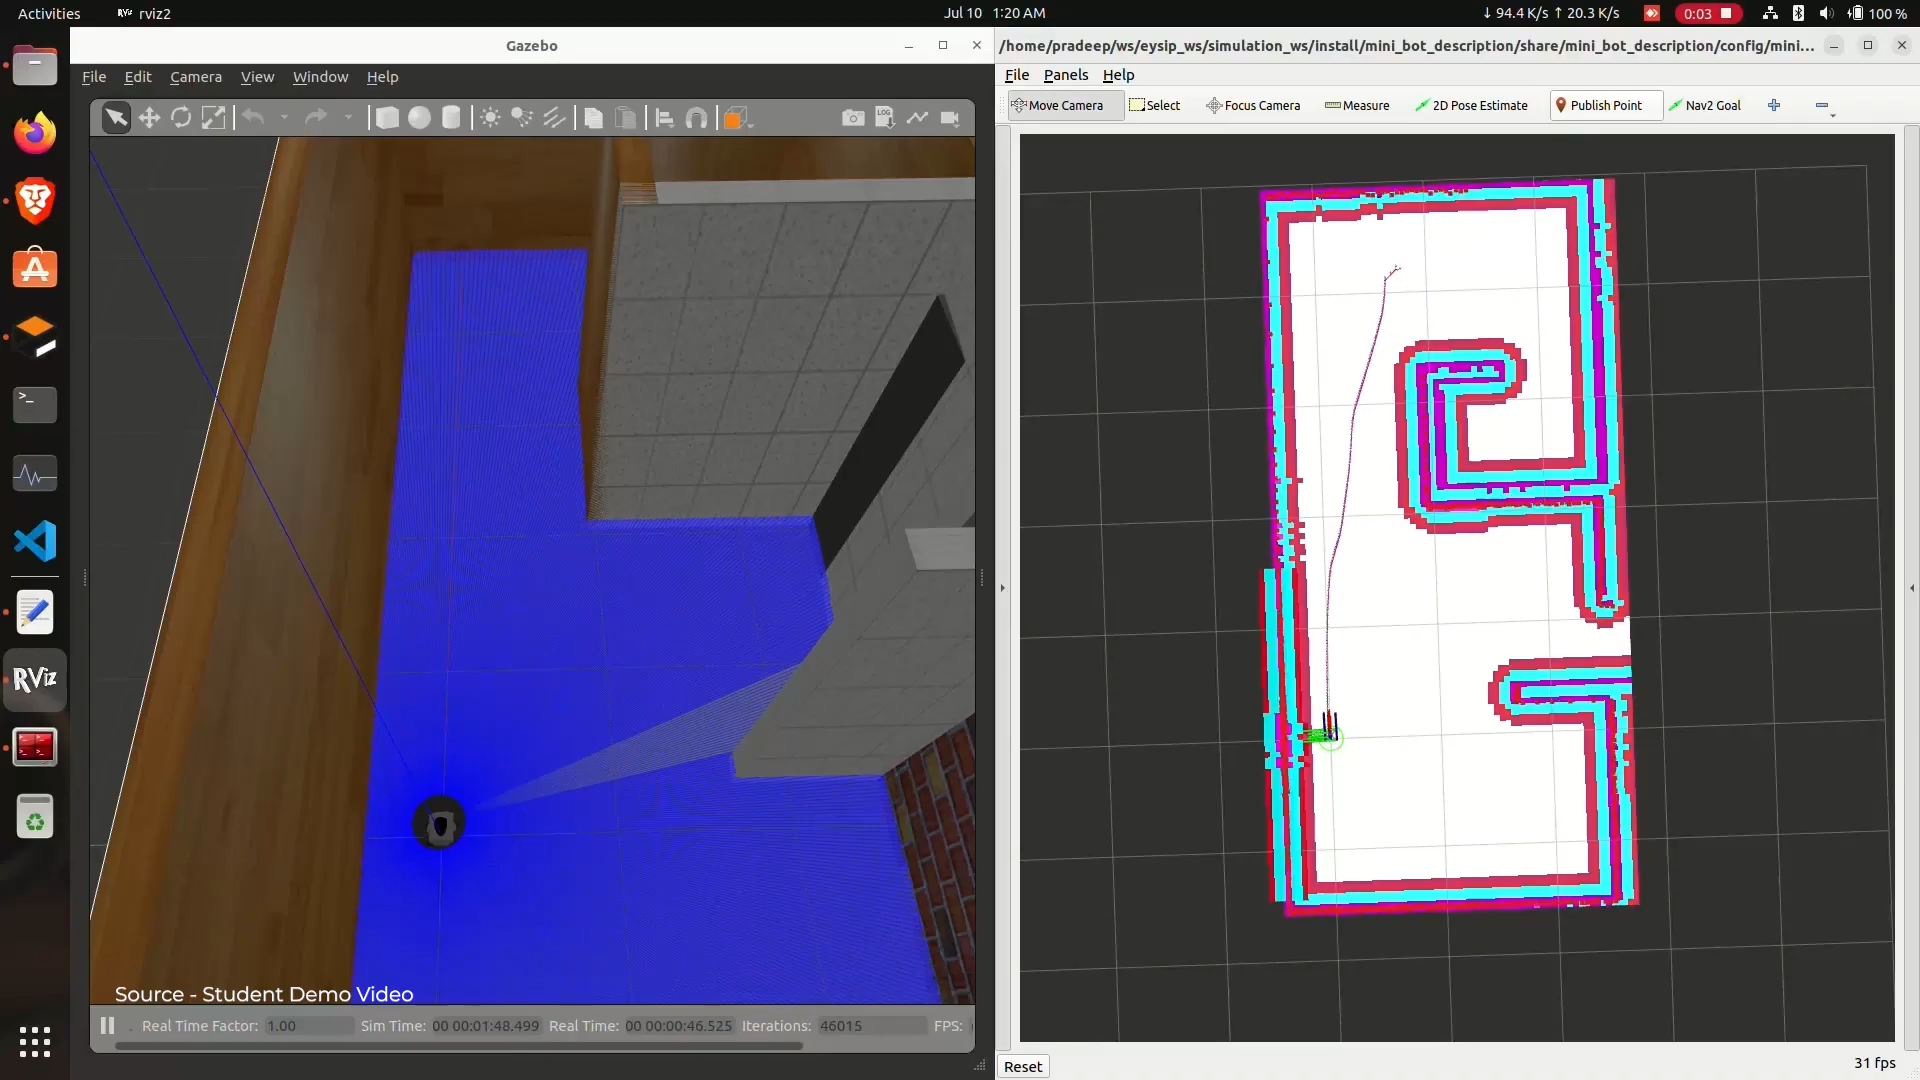 Activities
RViz rviz2
Jul 10 1:20 AM
↓ 94.4 K/s ↑ 20.3 K/s
0:03
100 %
Gazebo
/home/pradeep/ws/eysip_ws/simulation_ws/install/mini_bot_description/share/mini_bot_description/config/mini...
File Edit Camera View Window Help
File Panels Help
Move Camera Select Focus Camera Measure 2D Pose Estimate Publish Point Nav2 Goal
LOG
RViz
Source - Student Demo Video
Real Time Factor: 1.00 Sim Time: 00 00:01:48.499 Real Time: 00 00:00:46.525 Iterations: 46015 FPS:
Reset
31 fps